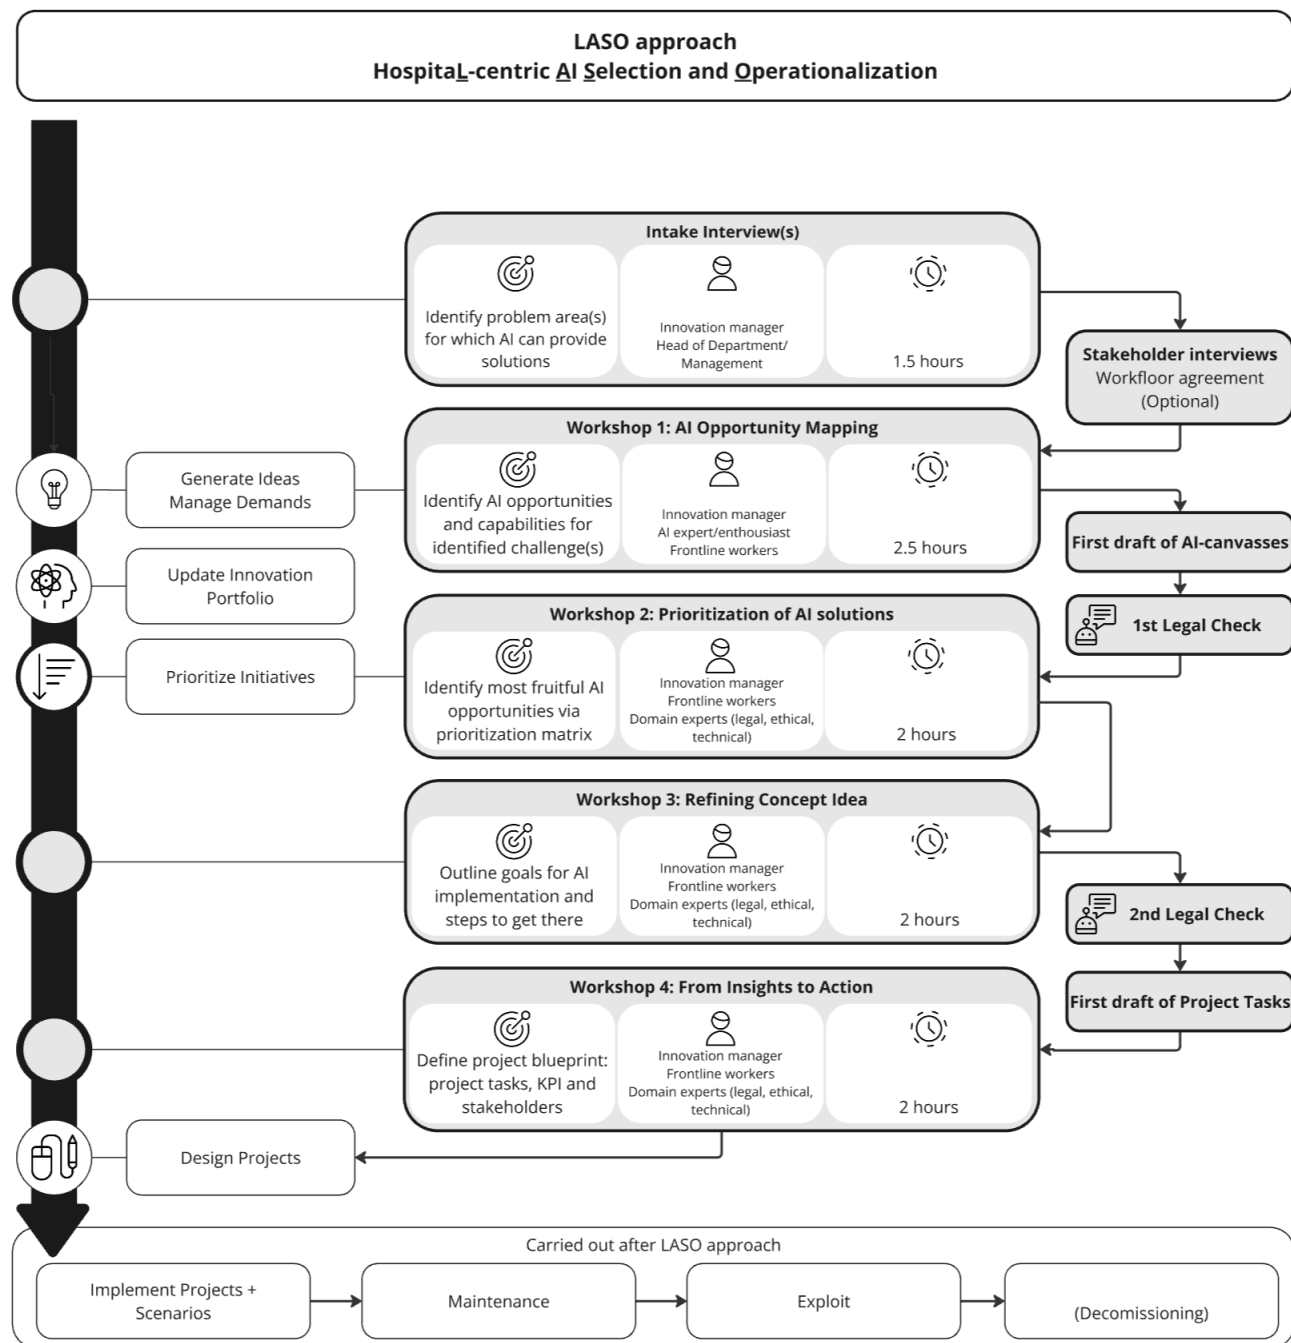 LASO approach
HospitaL-centric AI Selection and Operationalization
Intake Interview(s)
Identify problem area(s)
for which AI can provide
solutions
Innovation manager
Head of Department/
Management
1.5 hours
Stakeholder interviews
Workfloor agreement
(Optional)
Workshop 1: AI Opportunity Mapping
Generate Ideas
Manage Demands
Identify AI opportunities
and capabilities for
identified challenge(s)
Innovation manager
AI expert/enthusiast
Frontline workers
2.5 hours
First draft of AI-canvasses
Update Innovation
Portfolio
1st Legal Check
Workshop 2: Prioritization of AI solutions
Prioritize Initiatives
Identify most fruitful AI
opportunities via
prioritization matrix
Innovation manager
Frontline workers
Domain experts (legal, ethical,
technical)
2 hours
Workshop 3: Refining Concept Idea
Outline goals for AI
implementation and
steps to get there
Innovation manager
Frontline workers
Domain experts (legal, ethical,
technical)
2 hours
2nd Legal Check
First draft of Project Tasks
Workshop 4: From Insights to Action
Define project blueprint:
project tasks, KPI and
stakeholders
Innovation manager
Frontline workers
Domain experts (legal, ethical,
technical)
2 hours
Design Projects
Carried out after LASO approach
Implement Projects +
Scenarios
Maintenance
Exploit
(Decomissioning)